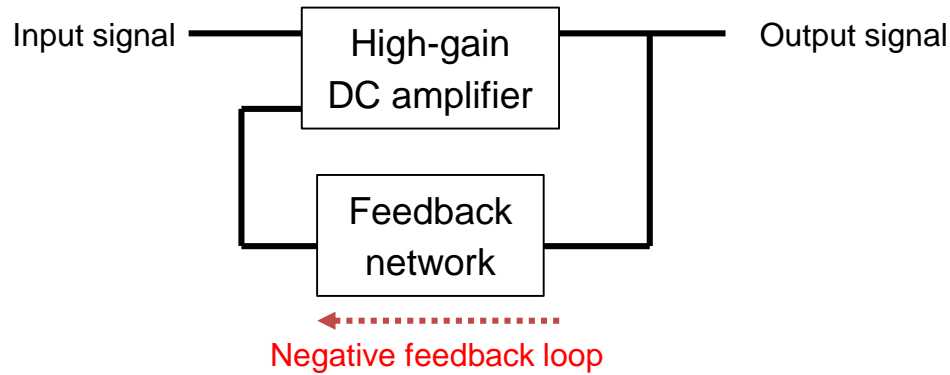 Input signal
High-gain
DC amplifier
Output signal
Feedback
network
Negative feedback loop